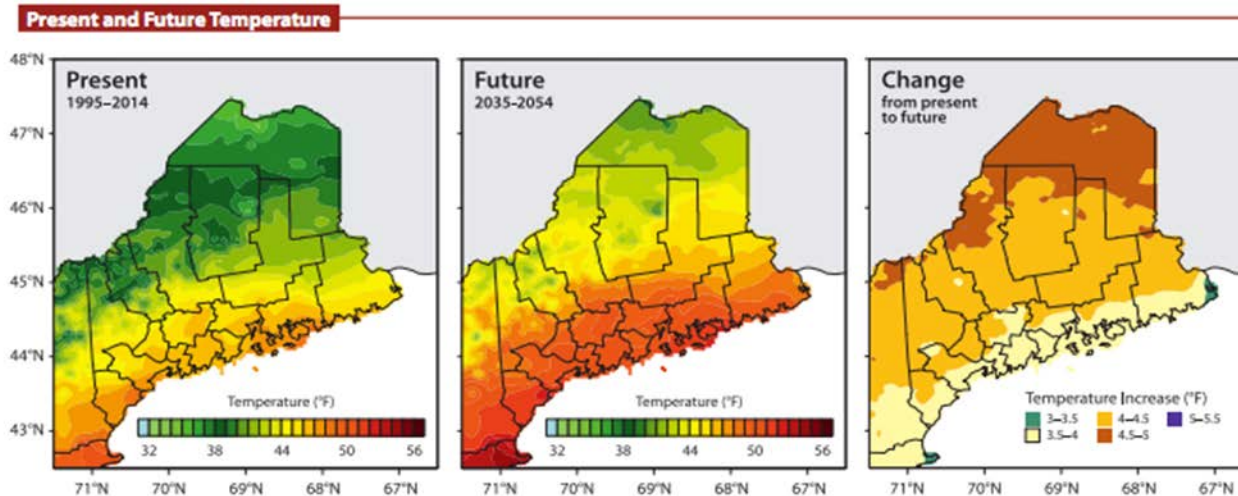 Present and Future Temperature
Present
1995–2014
Future
2035–2054
Change
from present
to future
48°N
47°N
46°N
45°N
44°N
43°N
Temperature (°F)
32 38 44 50 56
Temperature (°F)
32 38 44 50 56
Temperature Increase (°F)
3–3.5 4–4.5 5–5.5
3.5–4 4.5–5
71°N 70°N 69°N 68°N 67°N
71°N 70°N 69°N 68°N 67°N
71°N 70°N 69°N 68°N 67°N